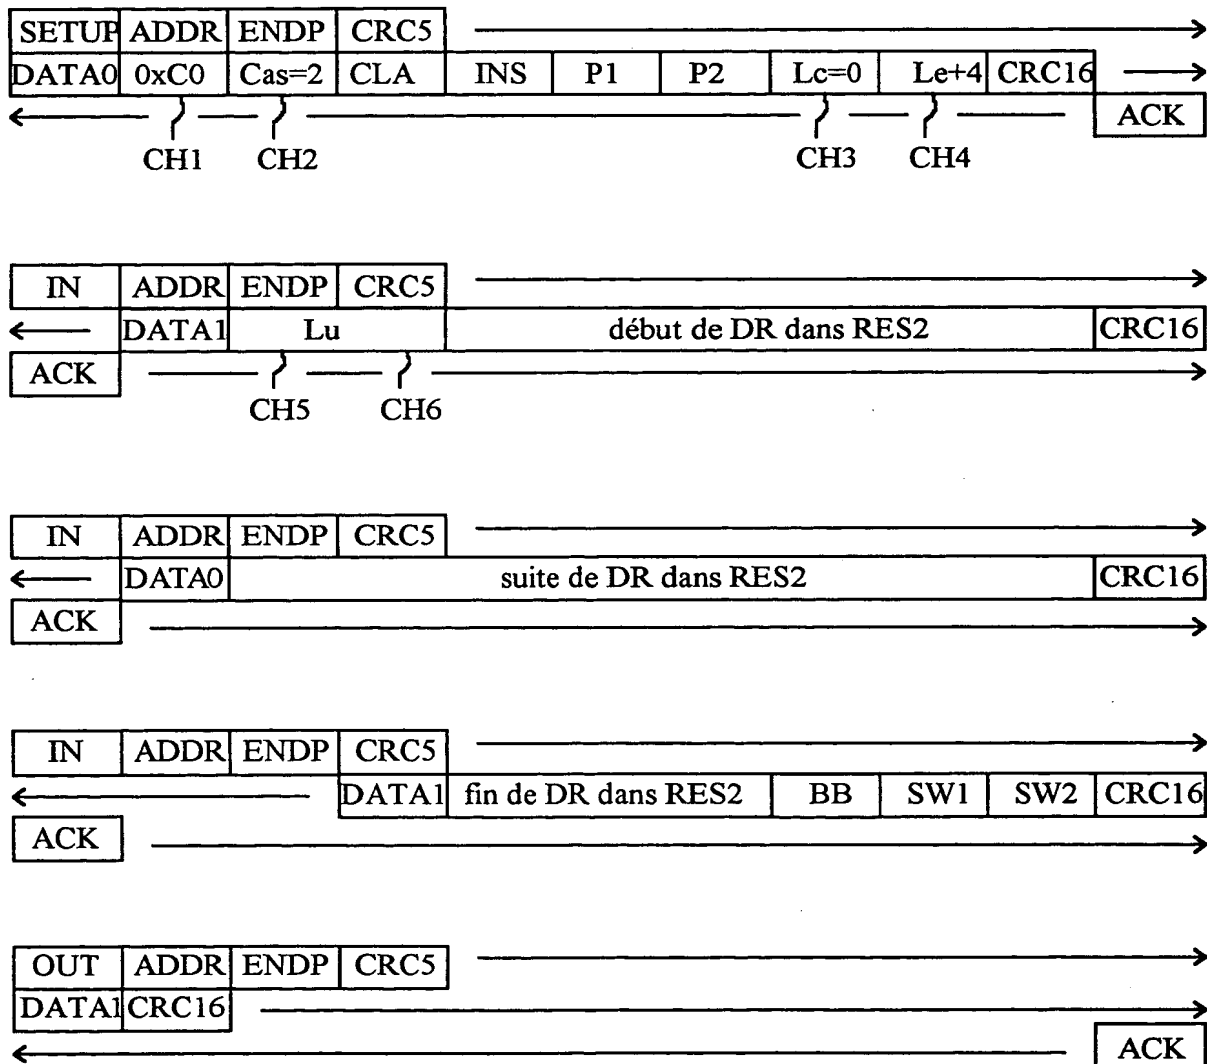 SETUP ADDR ENDP CRC5
DATA0 0xC0 Cas=2 CLA INS P1 P2 Lc=0 Le+4 CRC16
ACK
CH1 CH2 CH3 CH4
IN ADDR ENDP CRC5
DATA1 Lu début de DR dans RES2 CRC16
ACK
CH5 CH6
IN ADDR ENDP CRC5
DATA0 suite de DR dans RES2 CRC16
ACK
IN ADDR ENDP CRC5
DATA1 fin de DR dans RES2 BB SW1 SW2 CRC16
ACK
OUT ADDR ENDP CRC5
DATA1 CRC16
ACK